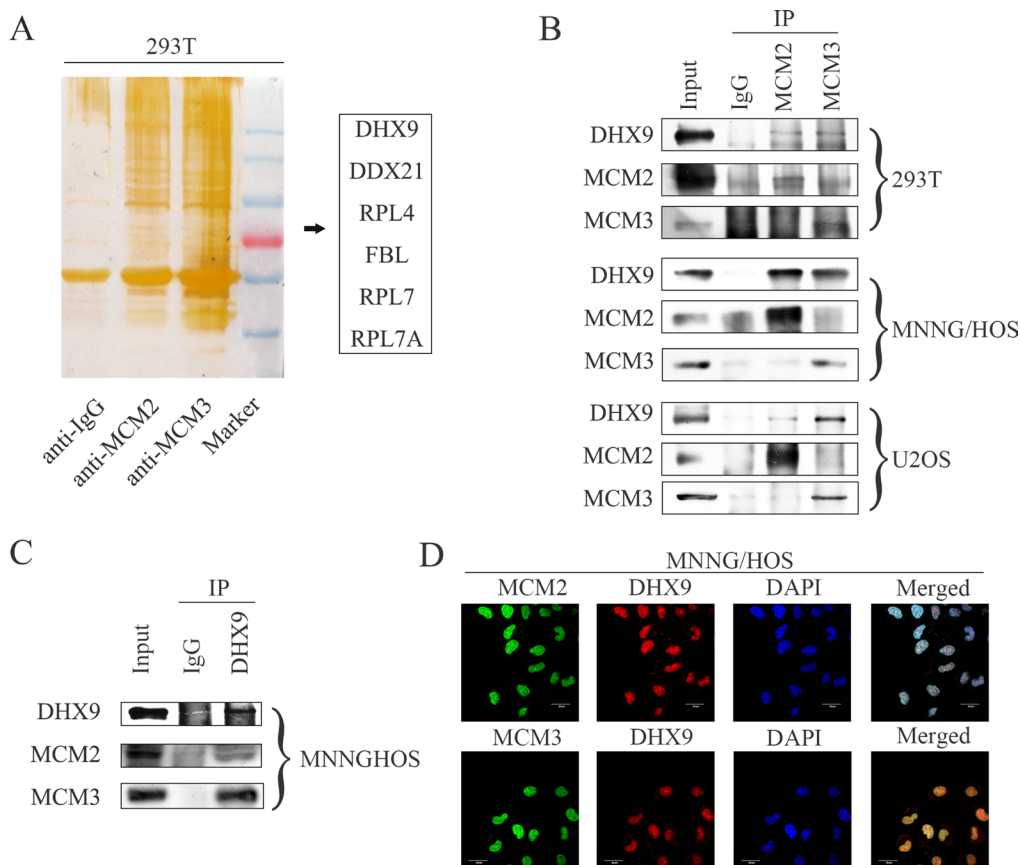 A
293T
DHX9
DDX21
RPL4
FBL
RPL7
RPL7A
anti-IgG
anti-MCM2
anti-MCM3
Marker
B
IP
Input
IgG
MCM2
MCM3
DHX9
MCM2
MCM3
293T
DHX9
MCM2
MCM3
MNNG/HOS
DHX9
MCM2
MCM3
U2OS
C
IP
Input
IgG
DHX9
DHX9
MCM2
MCM3
MNNGHOS
D
MNNG/HOS
MCM2 DHX9 DAPI Merged
MCM3 DHX9 DAPI Merged